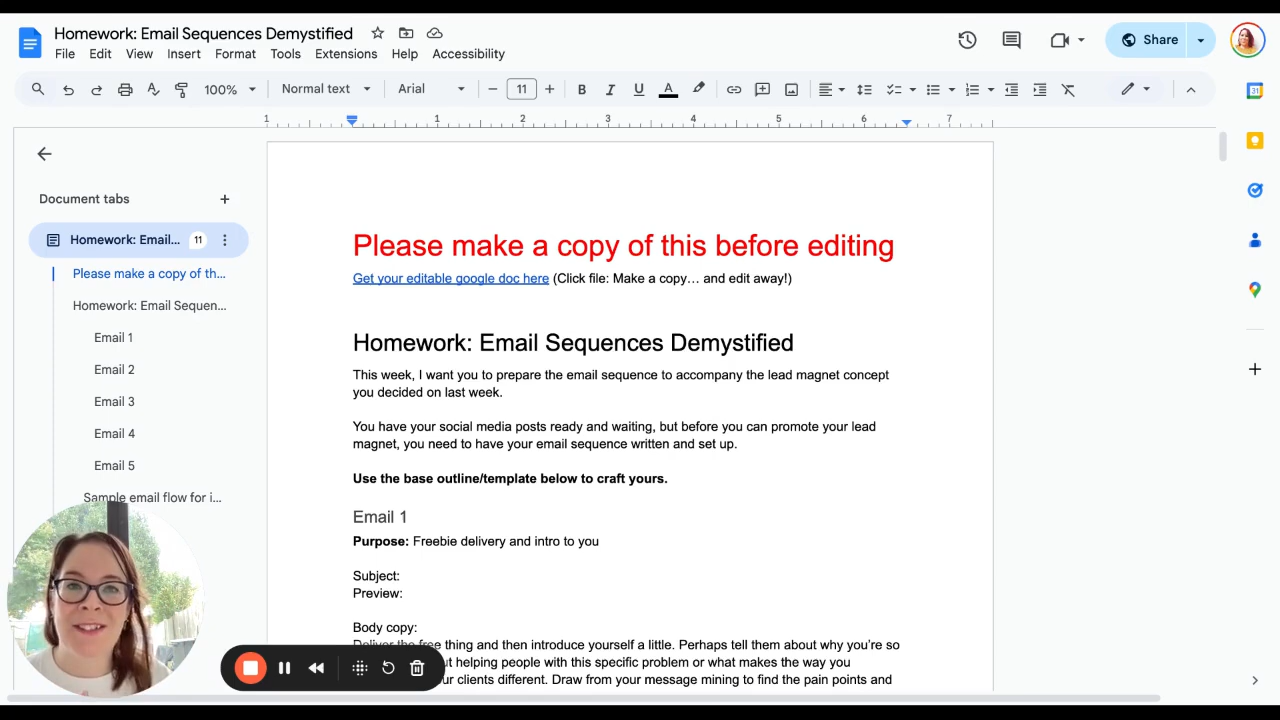 Homework: Email Sequences Demystified
File Edit View Insert Format Tools Extensions Help Accessibility
Share
100% Normal text Arial 11 B I U A
1 1 2 3 4 5 6 7
31
Document tabs
Homework: Email... 11
Please make a copy of th...
Homework: Email Sequen...
Email 1
Email 2
Email 3
Email 4
Email 5
Sample email flow for i...
Please make a copy of this before editing
Get your editable google doc here (Click file: Make a copy... and edit away!)
Homework: Email Sequences Demystified
This week, I want you to prepare the email sequence to accompany the lead magnet concept
you decided on last week.
You have your social media posts ready and waiting, but before you can promote your lead
magnet, you need to have your email sequence written and set up.
Use the base outline/template below to craft yours.
Email 1
Purpose: Freebie delivery and intro to you
Subject:
Preview:
Body copy:
Deliver the free thing and then introduce yourself a little. Perhaps tell them about why you're so
helping people with this specific problem or what makes the way you
clients different. Draw from your message mining to find the pain points and